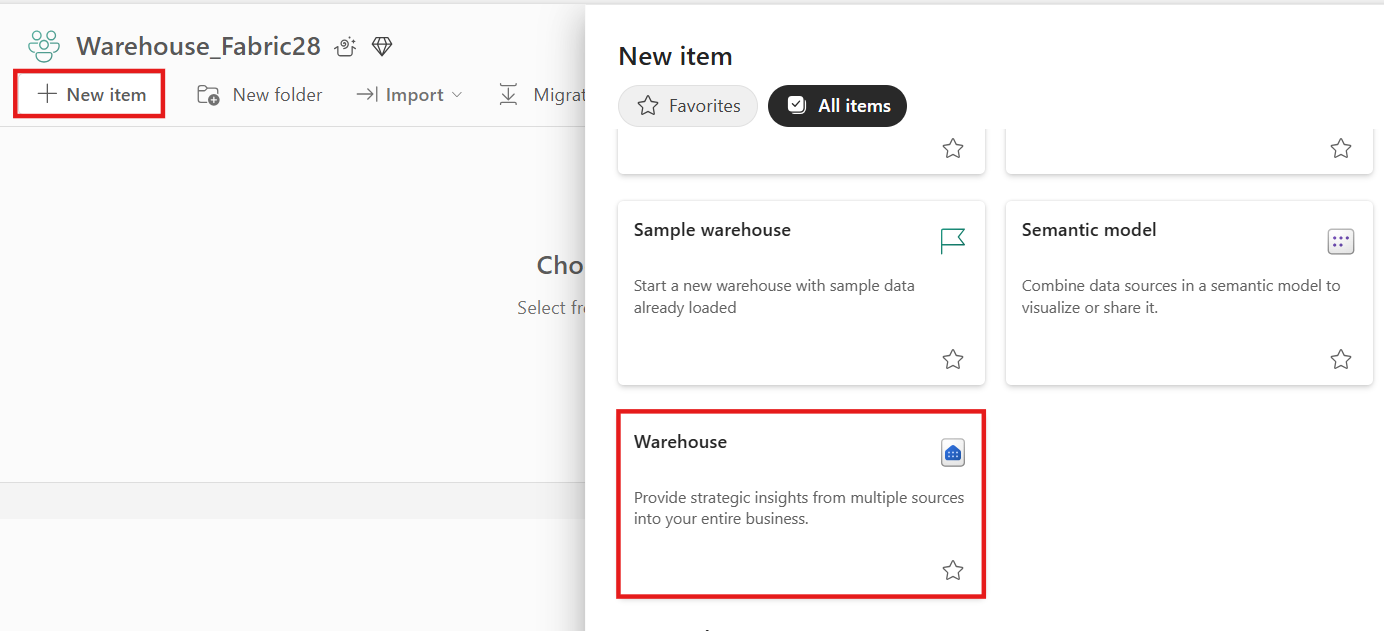 Warehouse_Fabric28
New item
New folder
Import
Migrat
Cho
Select fr
New item
Favorites
All items
Sample warehouse
Start a new warehouse with sample data
already loaded
Semantic model
Combine data sources in a semantic model to
visualize or share it.
Warehouse
Provide strategic insights from multiple sources
into your entire business.